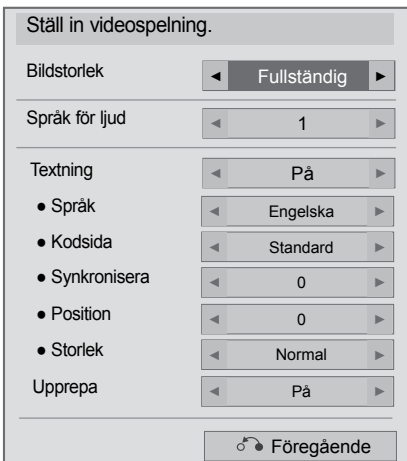 Ställ in videospelning.
Bildstorlek ◄ Fullständig ►
Språk för ljud ◄ 1 ►
Textning ◄ På ►
● Språk ◄ Engelska ►
● Kodsida ◄ Standard ►
● Synkronisera ◄ 0 ►
● Position ◄ 0 ►
● Storlek ◄ Normal ►
Upprepa ◄ På ►
Föregående